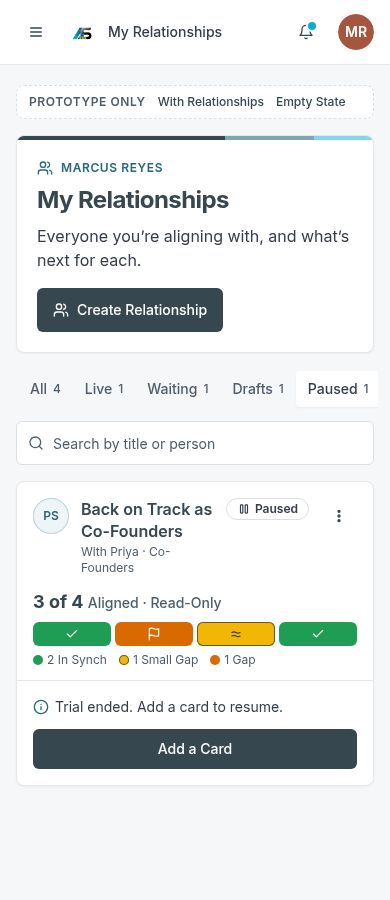 My Relationships
MR
PROTOTYPE ONLY With Relationships Empty State
MARCUS REYES
My Relationships
Everyone you’re aligning with, and what’s
next for each.
Create Relationship
All 4 Live 1 Waiting 1 Drafts 1 Paused 1
Search by title or person
PS
Back on Track as
Co-Founders
Paused
With Priya · Co-
Founders
3 of 4 Aligned · Read-Only
2 In Synch 1 Small Gap 1 Gap
Trial ended. Add a card to resume.
Add a Card